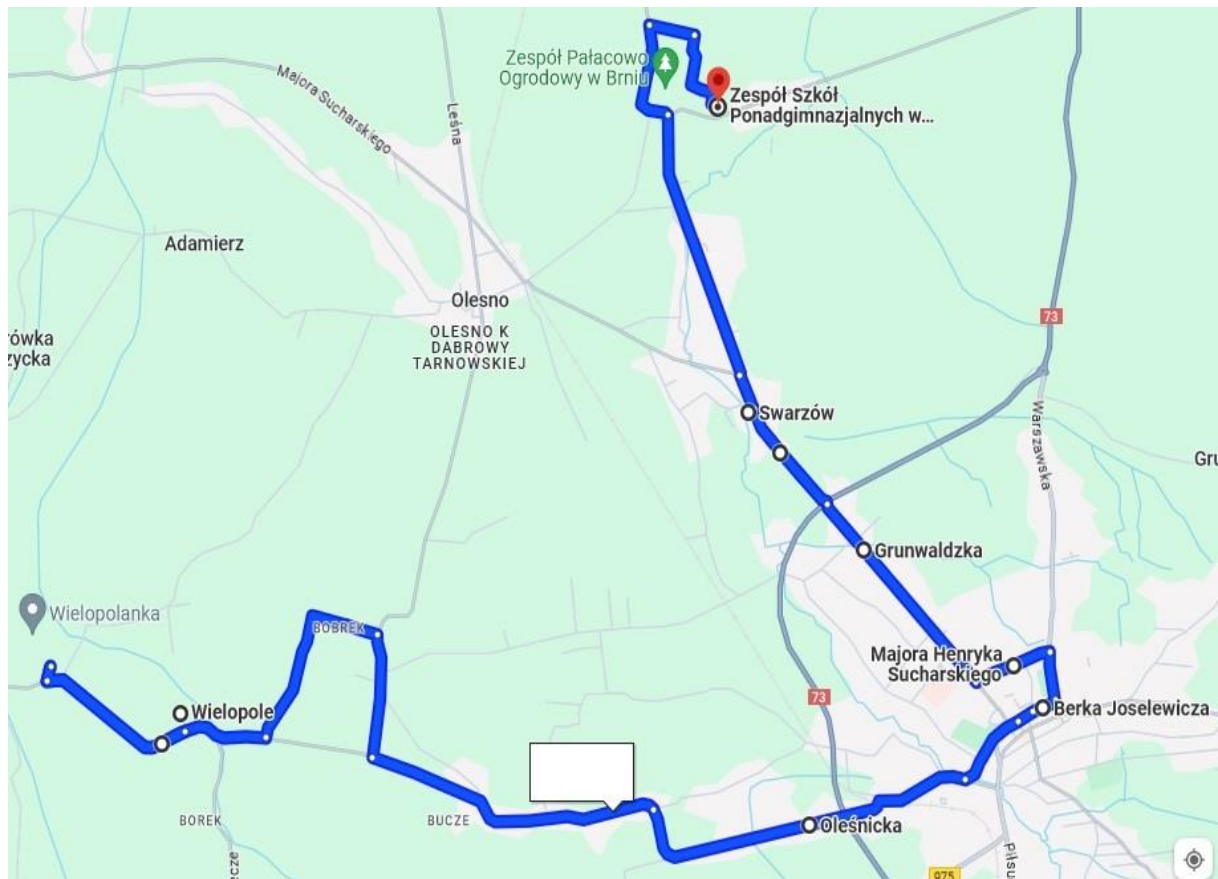 Zespół Pałacowo
Ogrodowy w Brniu
Zespół Szkół
Ponadgimnazjalnych w...
Majora Sucharskiego
Leśna
Adamierz
Olesno
OLESNO K
DABROWY
TARNOWSKIEJ
rówka
życka
73
Swarzów
Warszawska
Gru
Grunwaldzka
Wielopolanka
BOBREK
Majora Henryka
Sucharskiego
73
Wielopole
Berka Joselewicza
BOREK
BUCZE
Oleśnicka
Piłsu
975